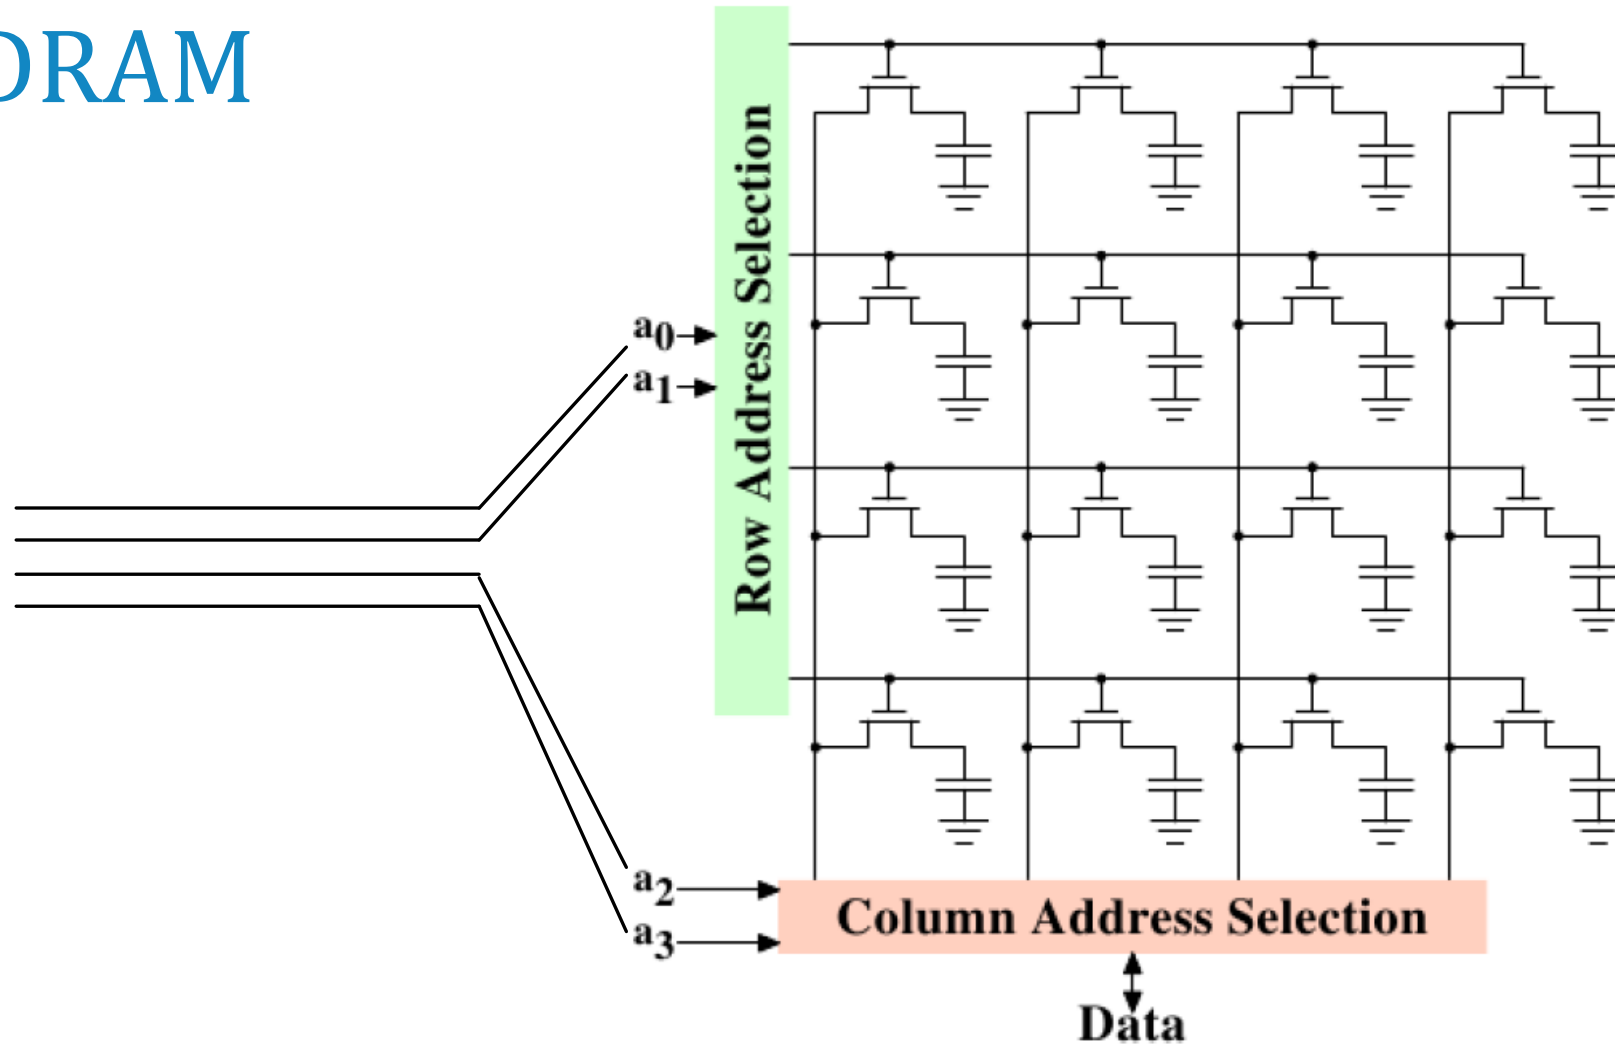 DRAM
Row Address Selection
a0
a1
a2
a3
Column Address Selection
Data